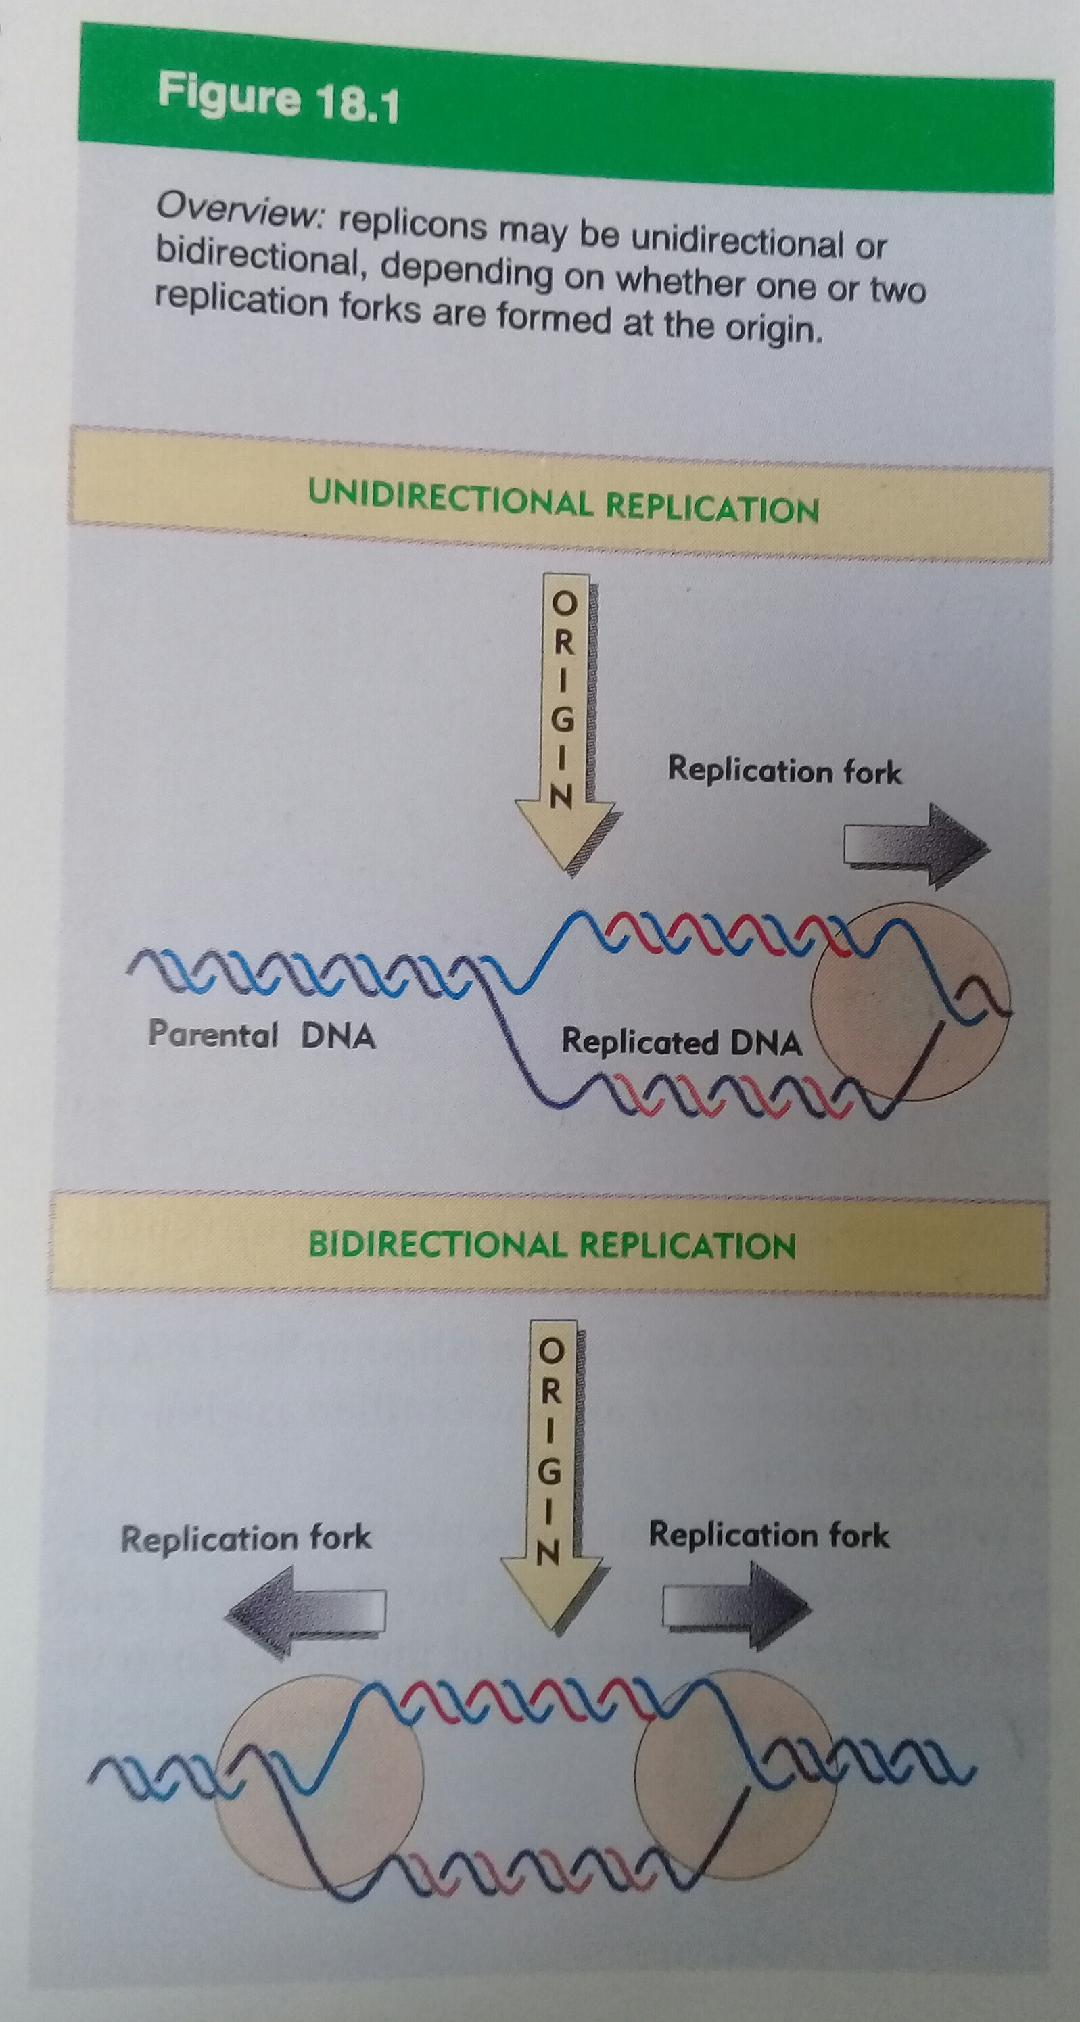 Figure 18.1
Overview: replicons may be unidirectional or
bidirectional, depending on whether one or two
replication forks are formed at the origin.
UNIDIRECTIONAL REPLICATION
ORIGIN
Replication fork
Parental DNA
Replicated DNA
BIDIRECTIONAL REPLICATION
ORIGIN
Replication fork
Replication fork